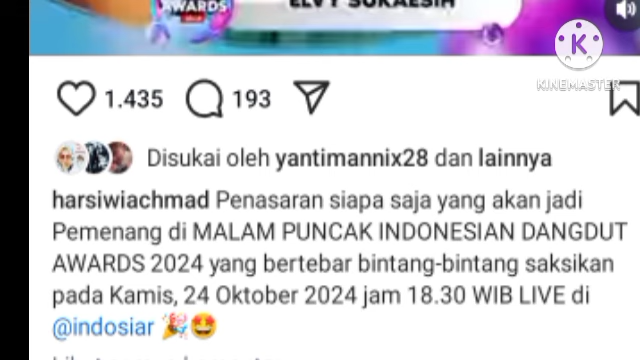 AWARDS
ELVY SUKAESIH
KINEMASTER
1.435 193
Disukai oleh yantimannix28 dan lainnya
harsiwiachmad Penasaran siapa saja yang akan jadi
Pemenang di MALAM PUNCAK INDONESIAN DANGDUT
AWARDS 2024 yang bertebar bintang-bintang saksikan
pada Kamis, 24 Oktober 2024 jam 18.30 WIB LIVE di
@indosiar 🎉🤩